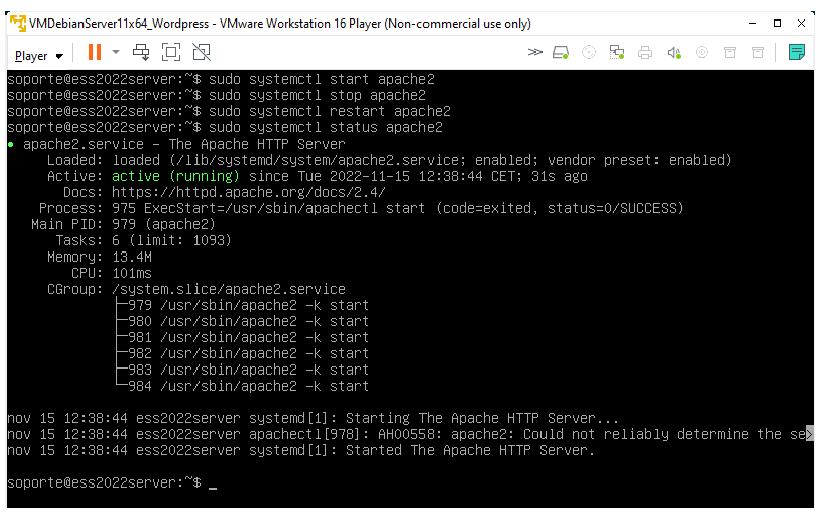 VMDebianServer11x64_Wordpress - VMware Workstation 16 Player (Non-commercial use only)
Player
soporte@ess2022server:~$ sudo systemctl start apache2
soporte@ess2022server:~$ sudo systemctl stop apache2
soporte@ess2022server:~$ sudo systemctl restart apache2
soporte@ess2022server:~$ sudo systemctl status apache2
● apache2.service - The Apache HTTP Server
Loaded: loaded (/lib/systemd/system/apache2.service; enabled; vendor preset: enabled)
Active: active (running) since Tue 2022-11-15 12:38:44 CET; 31s ago
Docs: https://httpd.apache.org/docs/2.4/
Process: 975 ExecStart=/usr/sbin/apachectl start (code=exited, status=0/SUCCESS)
Main PID: 979 (apache2)
Tasks: 6 (limit: 1093)
Memory: 13.4M
CPU: 101ms
CGroup: /system.slice/apache2.service
├─979 /usr/sbin/apache2 -k start
├─980 /usr/sbin/apache2 -k start
├─981 /usr/sbin/apache2 -k start
├─982 /usr/sbin/apache2 -k start
├─983 /usr/sbin/apache2 -k start
└─984 /usr/sbin/apache2 -k start
nov 15 12:38:44 ess2022server systemd[1]: Starting The Apache HTTP Server...
nov 15 12:38:44 ess2022server apachectl[978]: AH00558: apache2: Could not reliably determine the se>
nov 15 12:38:44 ess2022server systemd[1]: Started The Apache HTTP Server.
soporte@ess2022server:~$ _